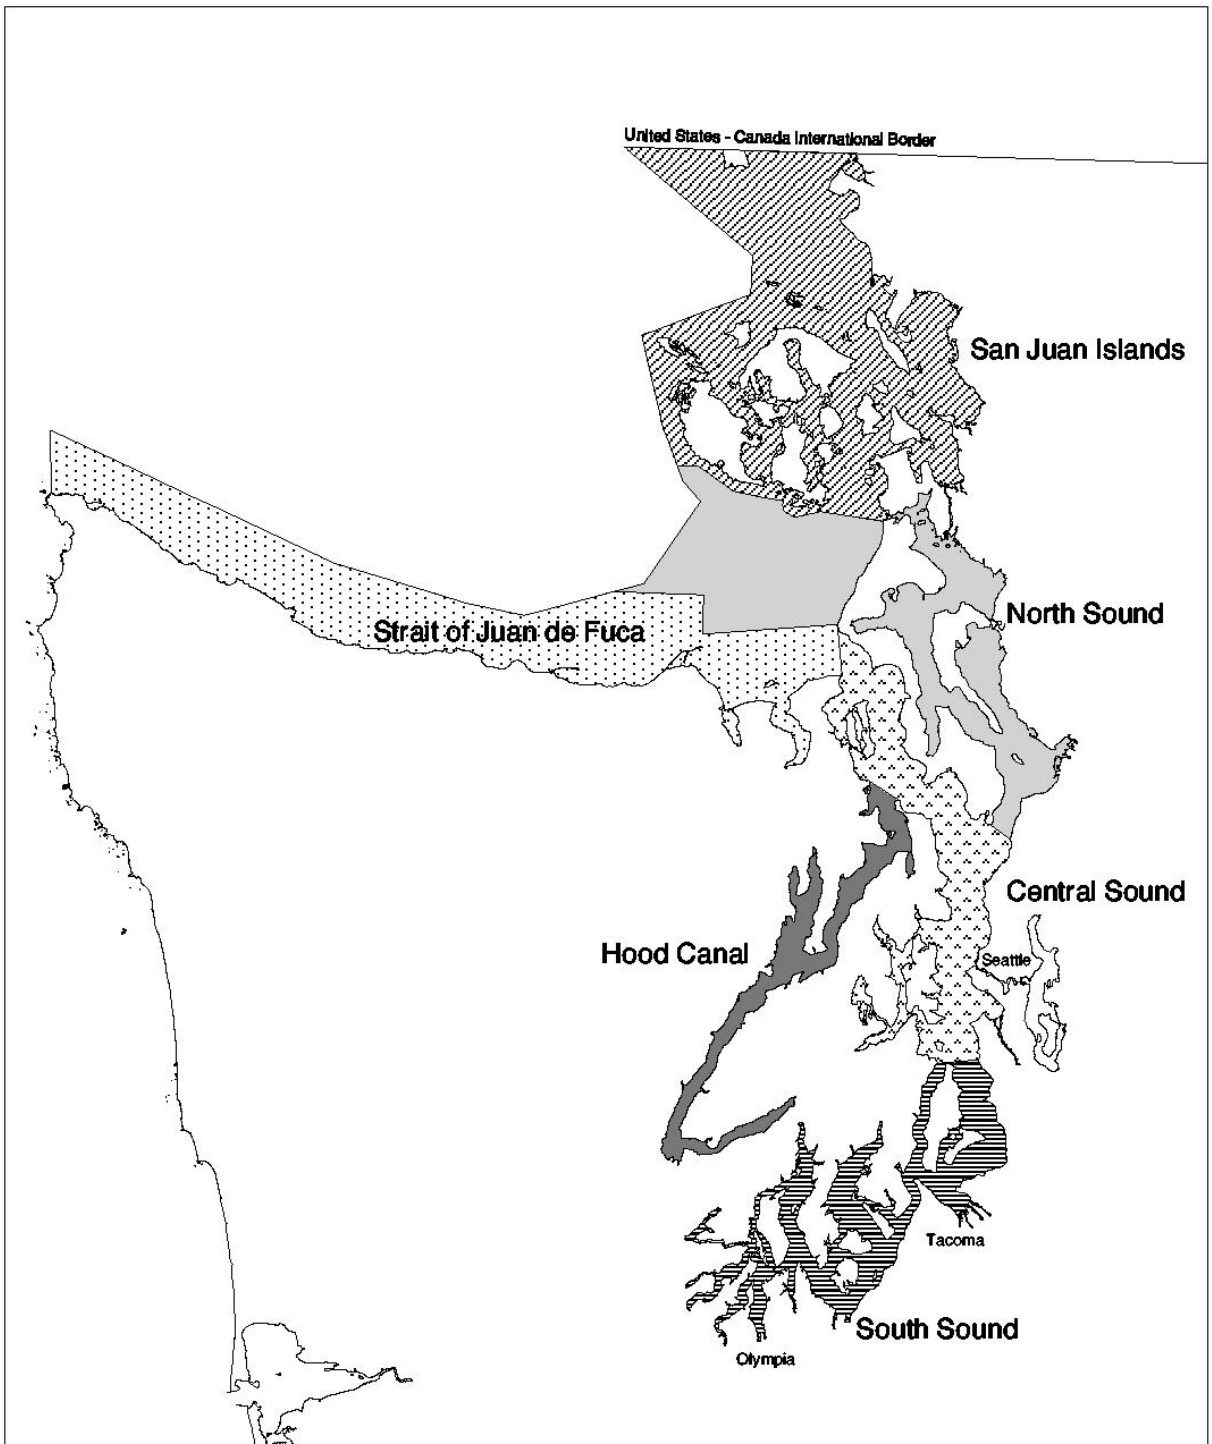 United States - Canada International Border
San Juan Islands
North Sound
Strait of Juan de Fuca
Central Sound
Hood Canal
Seattle
Tacoma
South Sound
Olympia